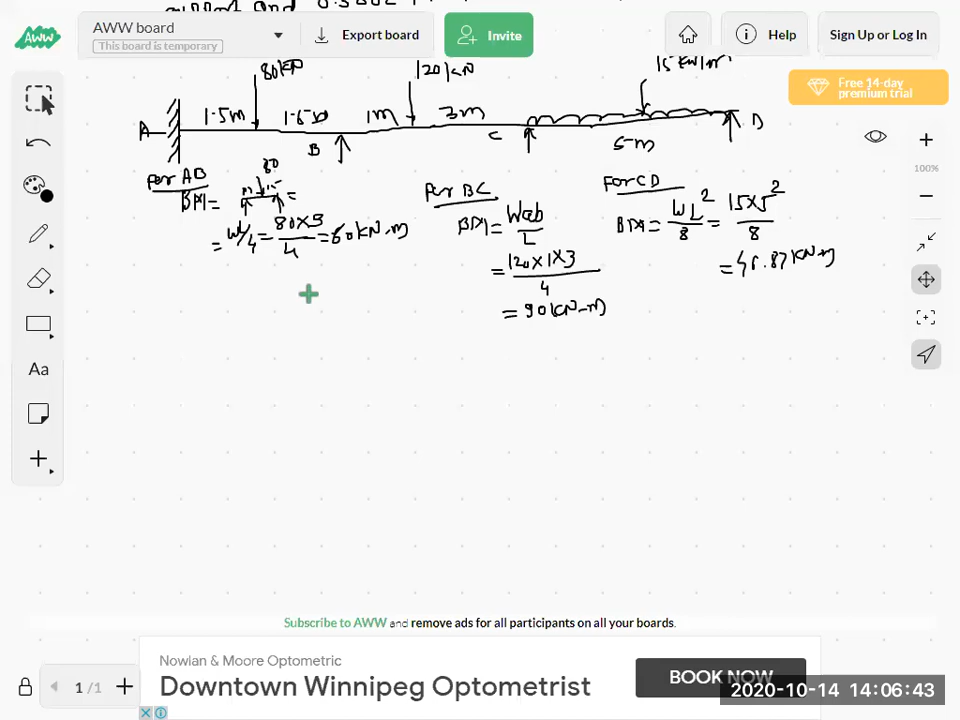 AWW board
This board is temporary
Export board
Invite
Help
Sign Up or Log In
Free 14-day
premium trial
80kN
120kN
1.5m
1m
3m
A
B
C
5m
D
For AB
80
BM=
= wl/4 = 80×3/4 = 60kN-m
For BC
BM = Wab/L
= 120×1×3/4
= 90kN-m
For CD
BM = WL²/8 = 15×5²/8
= 46.87kN-m
100%
Aa
Subscribe to AWW and remove ads for all participants on all your boards.
1 / 1
Nowian & Moore Optometric
Downtown Winnipeg Optometrist
BOOK NOW
2020-10-14 14:06:43